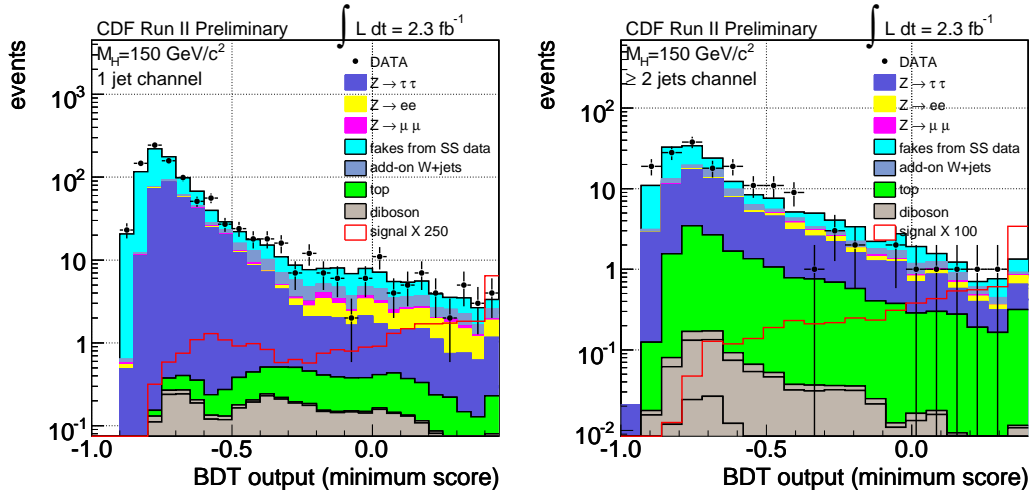 CDF Run II Preliminary ∫ L dt = 2.3 fb⁻¹
M_H=150 GeV/c²
1 jet channel
DATA
Z → τ τ
Z → ee
Z → μ μ
fakes from SS data
add-on W+jets
top
diboson
signal X 250
events
10³
10²
10
1
10⁻¹
-1.0 -0.5 0.0
BDT output (minimum score)
CDF Run II Preliminary ∫ L dt = 2.3 fb⁻¹
M_H=150 GeV/c²
≥ 2 jets channel
DATA
Z → τ τ
Z → ee
Z → μ μ
fakes from SS data
add-on W+jets
top
diboson
signal X 100
events
10²
10
1
10⁻¹
10⁻²
-1.0 -0.5 0.0
BDT output (minimum score)